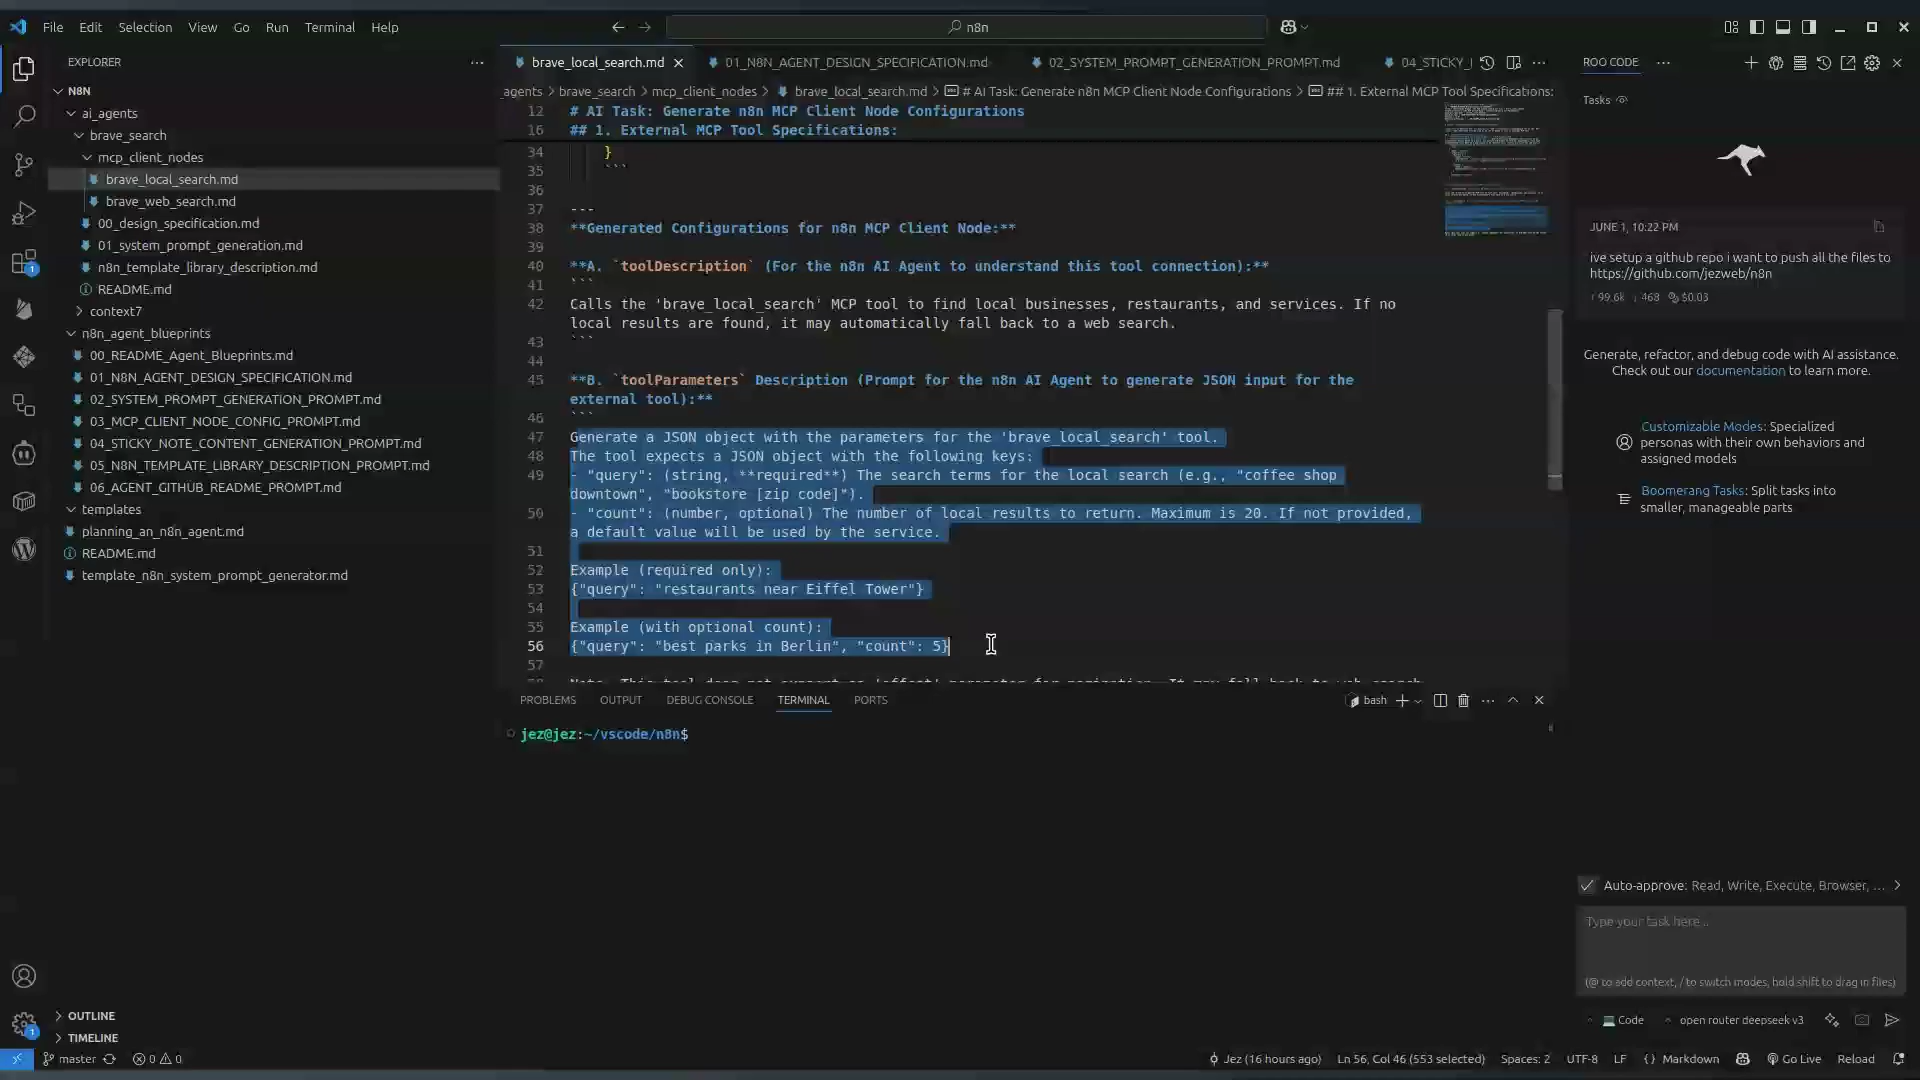 File Edit Selection View Go Run Terminal Help
n8n
EXPLORER
N8N
ai_agents
brave_search
mcp_client_nodes
brave_local_search.md
brave_web_search.md
00_design_specification.md
01_system_prompt_generation.md
n8n_template_library_description.md
README.md
context7
n8n_agent_blueprints
00_README_Agent_Blueprints.md
01_N8N_AGENT_DESIGN_SPECIFICATION.md
02_SYSTEM_PROMPT_GENERATION_PROMPT.md
03_MCP_CLIENT_NODE_CONFIG_PROMPT.md
04_STICKY_NOTE_CONTENT_GENERATION_PROMPT.md
05_N8N_TEMPLATE_LIBRARY_DESCRIPTION_PROMPT.md
06_AGENT_GITHUB_README_PROMPT.md
templates
planning_an_n8n_agent.md
README.md
template_n8n_system_prompt_generator.md
OUTLINE
TIMELINE
brave_local_search.md 01_N8N_AGENT_DESIGN_SPECIFICATION.md 02_SYSTEM_PROMPT_GENERATION_PROMPT.md 04_STICKY_
_agents > brave_search > mcp_client_nodes > brave_local_search.md > # AI Task: Generate n8n MCP Client Node Configurations > ## 1. External MCP Tool Specifications:
12 # AI Task: Generate n8n MCP Client Node Configurations
16 ## 1. External MCP Tool Specifications:
34 }
35 ```
36
37 ---
38 **Generated Configurations for n8n MCP Client Node:**
39
40 **A. `toolDescription` (For the n8n AI Agent to understand this tool connection):**
41 ```
42 Calls the 'brave_local_search' MCP tool to find local businesses, restaurants, and services. If no
local results are found, it may automatically fall back to a web search.
43 ```
44
45 **B. `toolParameters` Description (Prompt for the n8n AI Agent to generate JSON input for the
external tool):**
46 ```
47 Generate a JSON object with the parameters for the 'brave_local_search' tool.
48 The tool expects a JSON object with the following keys:
49 - "query": (string, **required**) The search terms for the local search (e.g., "coffee shop
downtown", "bookstore [zip code]").
50 - "count": (number, optional) The number of local results to return. Maximum is 20. If not provided,
a default value will be used by the service.
51
52 Example (required only):
53 {"query": "restaurants near Eiffel Tower"}
54
55 Example (with optional count):
56 {"query": "best parks in Berlin", "count": 5}
57
PROBLEMS OUTPUT DEBUG CONSOLE TERMINAL PORTS
bash
jez@jez:~/vscode/n8n$
ROO CODE
Tasks
JUNE 1, 10:22 PM
ive setup a github repo i want to push all the files to
https://github.com/jezweb/n8n
↑ 99.6k ↓ 468 $0.03
Generate, refactor, and debug code with AI assistance.
Check out our documentation to learn more.
Customizable Modes: Specialized
personas with their own behaviors and
assigned models
Boomerang Tasks: Split tasks into
smaller, manageable parts
Auto-approve: Read, Write, Execute, Browser, ...
Type your task here...
(@ to add context, / to switch modes, hold shift to drag in files)
Code open router deepseek v3
1
1
master 0 0
Jez (16 hours ago) Ln 56, Col 46 (553 selected) Spaces: 2 UTF-8 LF {} Markdown Go Live Reload